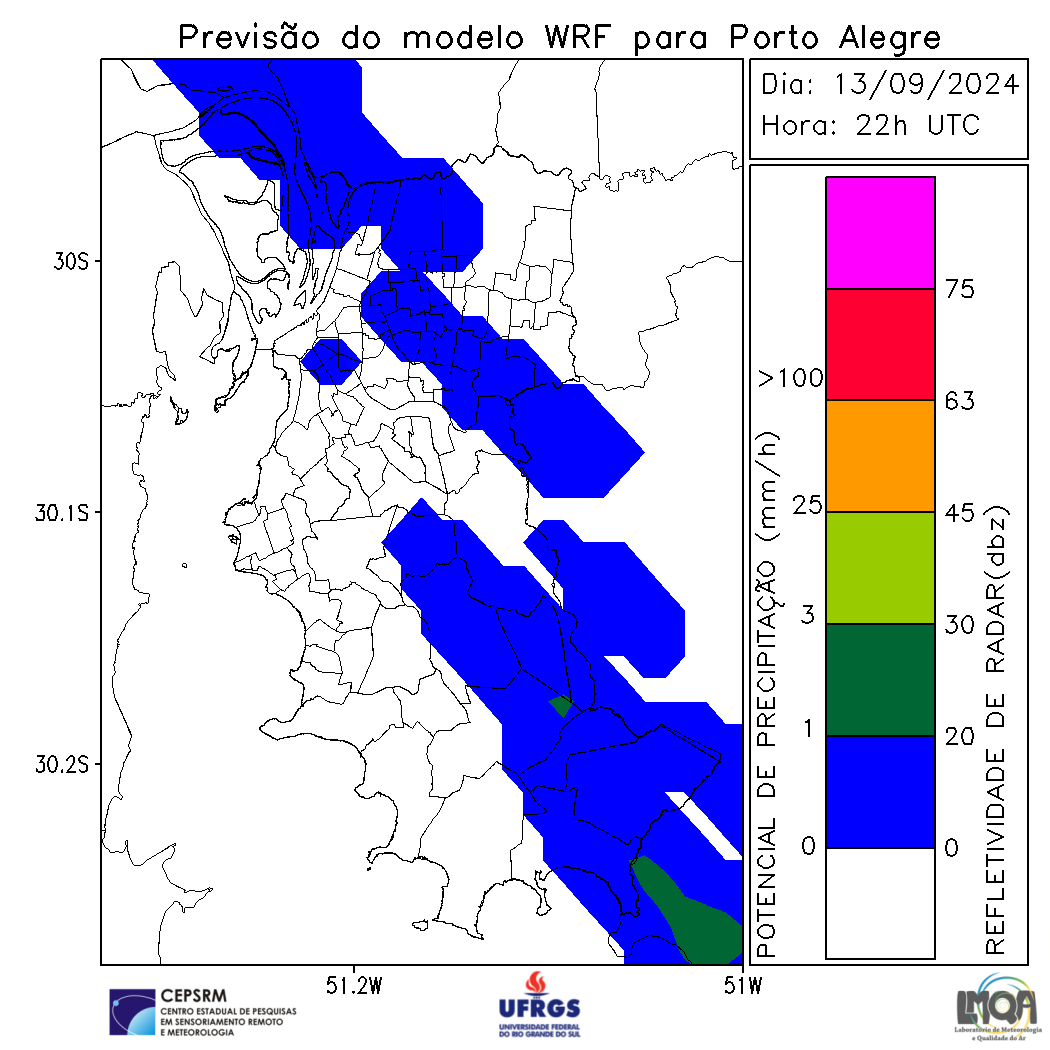 Previsão do modelo WRF para Porto Alegre
Dia: 13/09/2024
Hora: 22h UTC
30S
30.1S
30.2S
51.2W
51W
POTENCIAL DE PRECIPITAÇÃO (mm/h)
>100
25
3
1
0
75
63
45
30
20
0
REFLETIVIDADE DE RADAR(dbz)
CEPSRM
CENTRO ESTADUAL DE PESQUISAS
EM SENSORIAMENTO REMOTO
E METEOROLOGIA
UFRGS
UNIVERSIDADE FEDERAL
DO RIO GRANDE DO SUL
LMQA
Laboratório de Meteorologia
e Qualidade do Ar